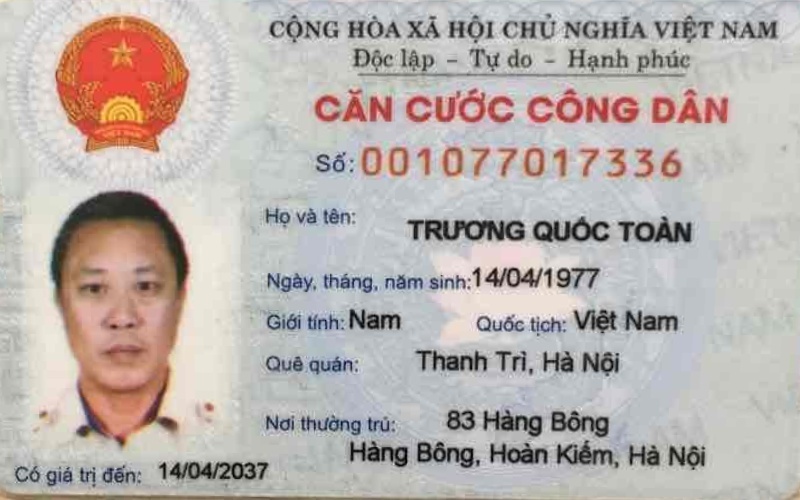 CỘNG HÒA XÃ HỘI CHỦ NGHĨA VIỆT NAM
Độc lập - Tự do - Hạnh phúc
CĂN CƯỚC CÔNG DÂN
Số: 001077017336
Họ và tên: TRƯƠNG QUỐC TOÀN
Ngày, tháng, năm sinh: 14/04/1977
Giới tính: Nam Quốc tịch: Việt Nam
Quê quán: Thanh Trì, Hà Nội
Nơi thường trú: 83 Hàng Bông
Hàng Bông, Hoàn Kiếm, Hà Nội
Có giá trị đến: 14/04/2037